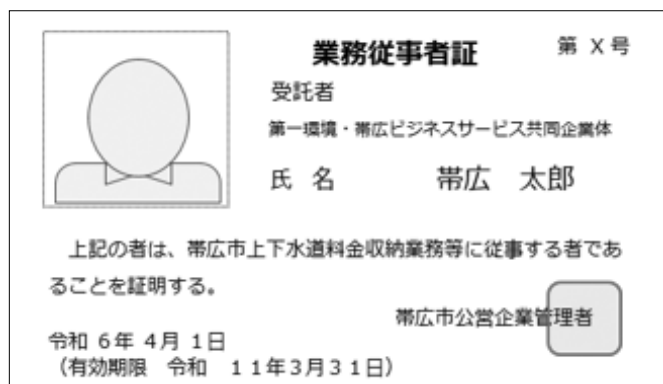 業務従事者証
第 X 号
受託者
第一環境・帯広ビジネスサービス共同企業体
氏 名　帯広 太郎
上記の者は、帯広市上下水道料金収納業務等に従事する者であ
ることを証明する。
帯広市公営企業管理者
令和 6年 4月 1日
（有効期限 令和 11年3月31日）